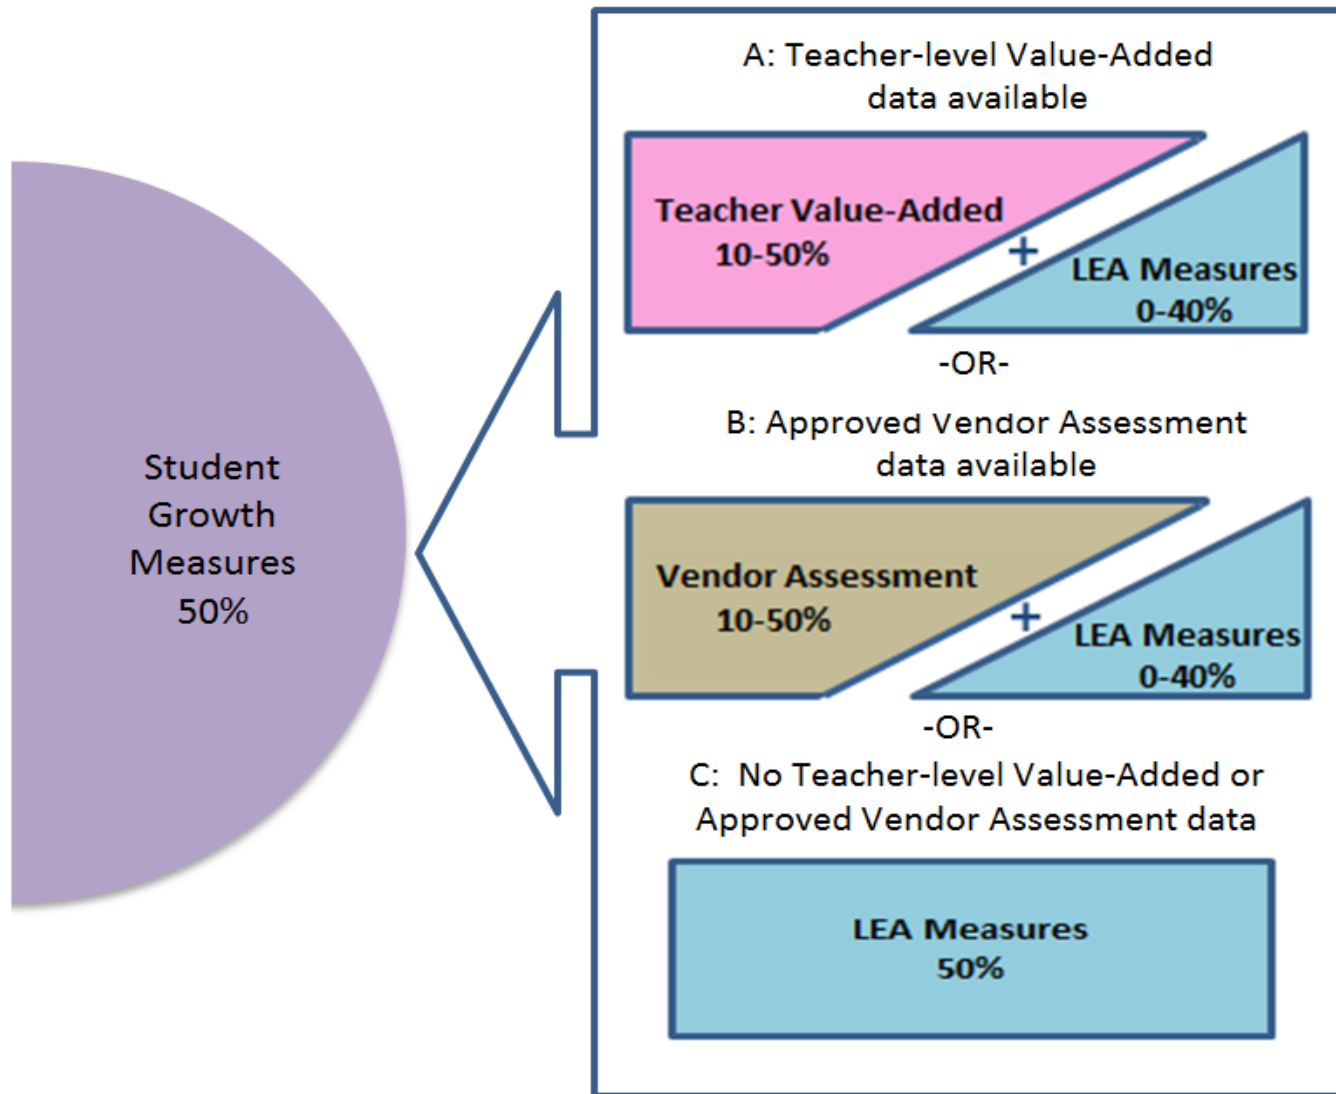 Student
Growth
Measures
50%
A: Teacher-level Value-Added
data available
Teacher Value-Added
10-50%
+
LEA Measures
0-40%
-OR-
B: Approved Vendor Assessment
data available
Vendor Assessment
10-50%
+
LEA Measures
0-40%
-OR-
C:  No Teacher-level Value-Added or
Approved Vendor Assessment data
LEA Measures
50%